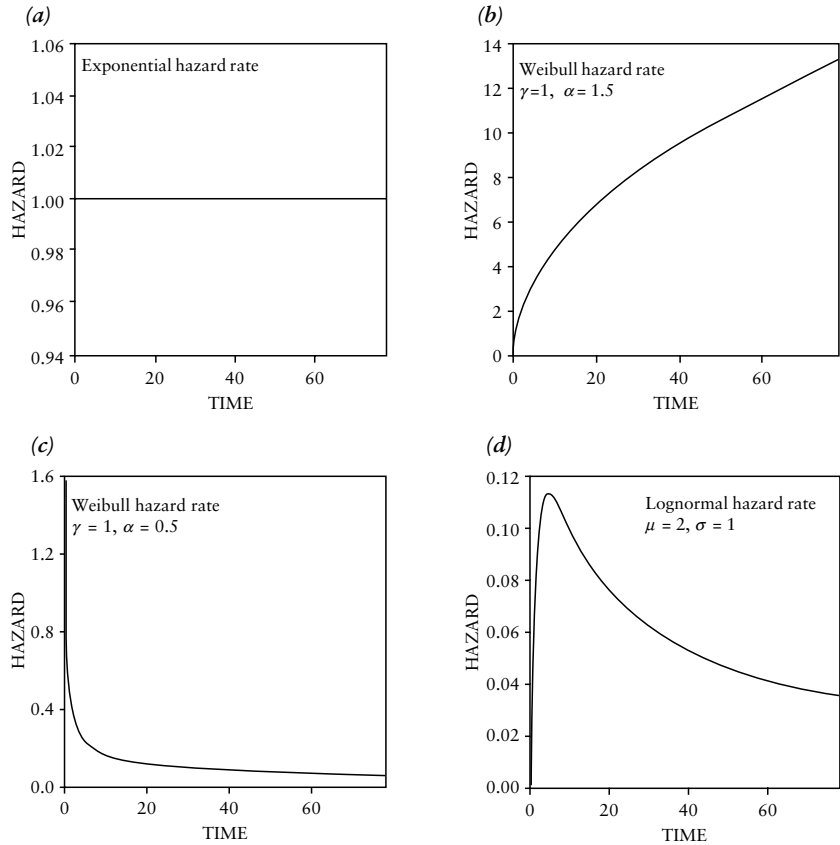 (a)
1.06
1.04
1.02
1.00
0.98
0.96
0.94
HAZARD
Exponential hazard rate
0
20
40
60
TIME
(b)
14
12
10
8
6
4
2
0
HAZARD
Weibull hazard rate
γ=1, α= 1.5
0
20
40
60
TIME
(c)
1.6
1.2
0.8
0.4
0.0
HAZARD
Weibull hazard rate
γ = 1, α = 0.5
0
20
40
60
TIME
(d)
0.12
0.10
0.08
0.06
0.04
0.02
0.00
HAZARD
Lognormal hazard rate
μ = 2, σ = 1
0
20
40
60
TIME